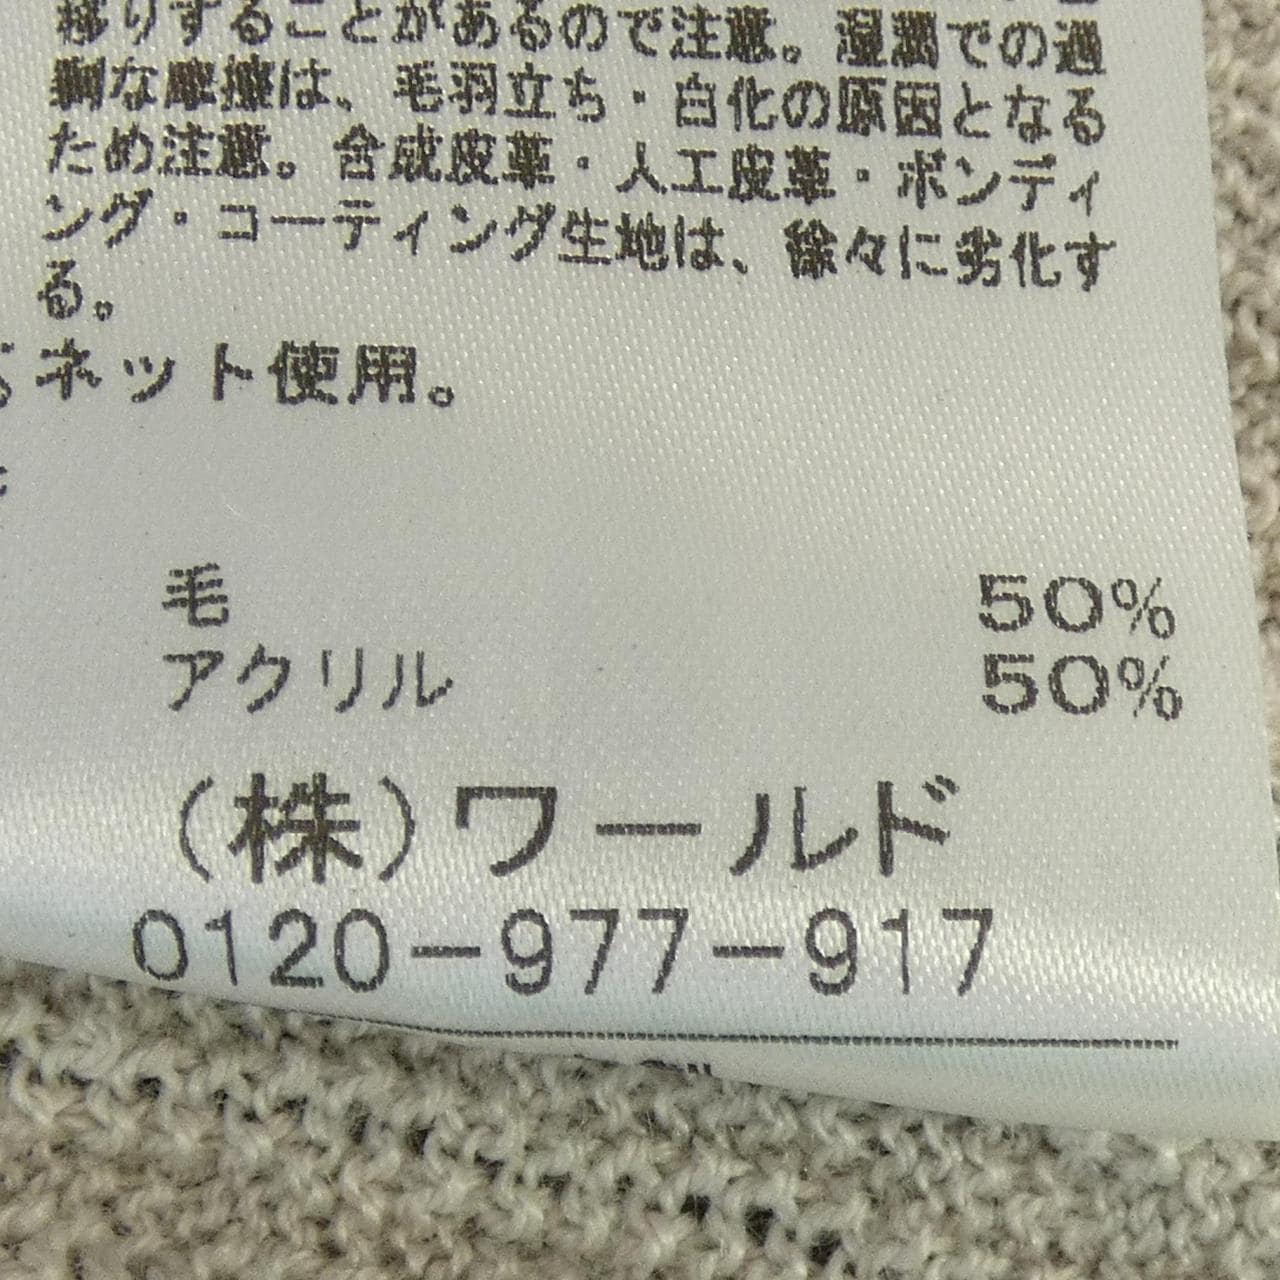 移りすることがあるので注意。湿潤での過
剰な摩擦は、毛羽立ち・白化の原因となる
ため注意。合成皮革・人工皮革・ボンディ
ング・コーティング生地は、徐々に劣化す
る。
ネット使用。
毛 50%
アクリル 50%
(株)ワールド
0120-977-917